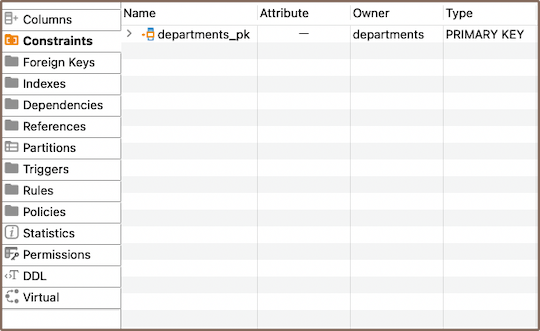 Name Attribute Owner Type
Columns
Constraints departments_pk — departments PRIMARY KEY
Foreign Keys
Indexes
Dependencies
References
Partitions
Triggers
Rules
Policies
Statistics
Permissions
DDL
Virtual